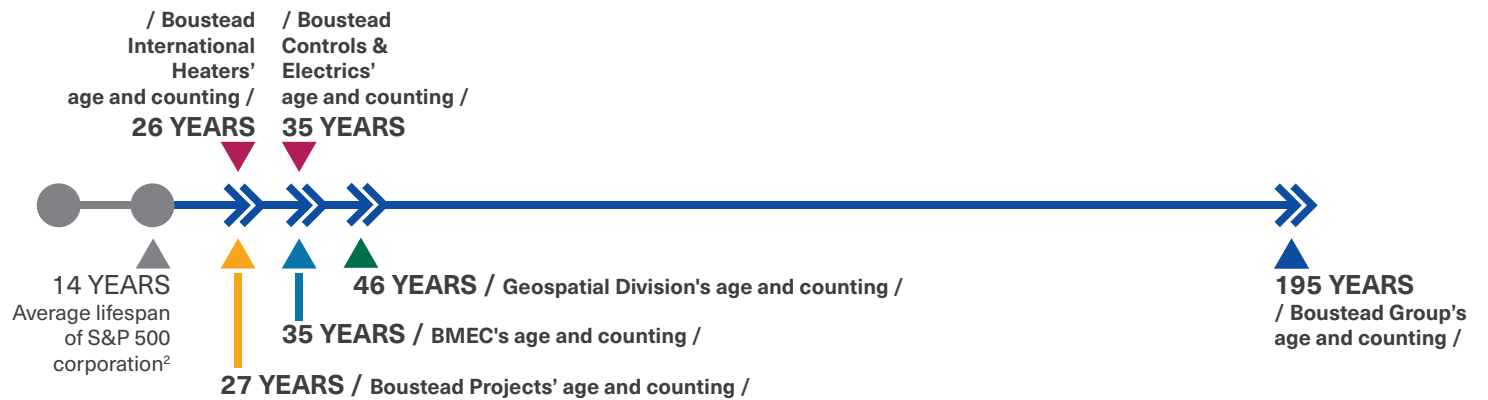 / Boustead
International
Heaters’
age and counting /
26 YEARS
/ Boustead
Controls &
Electrics’
age and counting /
35 YEARS
14 YEARS
Average lifespan
of S&P 500
corporation²
46 YEARS / Geospatial Division's age and counting /
35 YEARS / BMEC's age and counting /
27 YEARS / Boustead Projects’ age and counting /
195 YEARS
/ Boustead Group’s
age and counting /